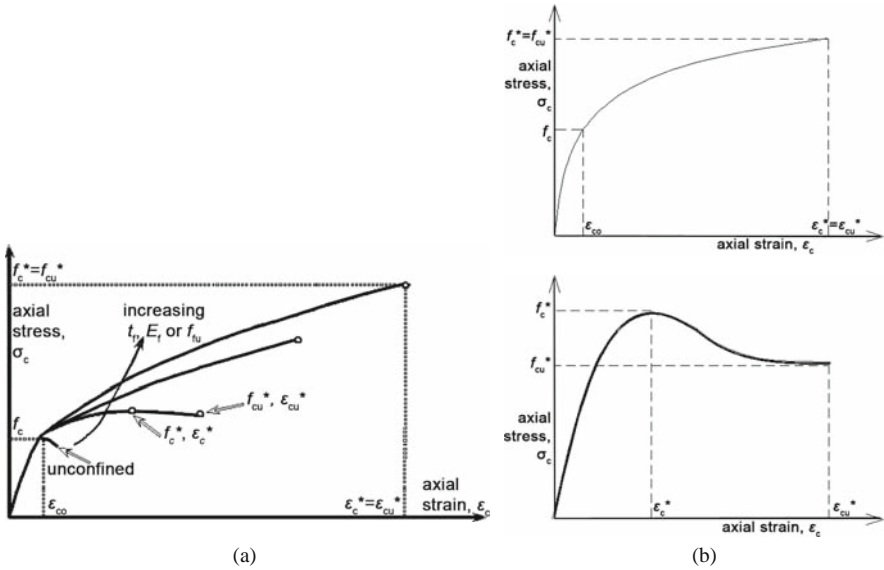 f_c*=f_cu*
axial
stress,
σ_c
f_c
increasing
t_f, E_f or f_fu
f_cu*, ε_cu*
f_c*, ε_c*
unconfined
ε_co
ε_c*=ε_cu*
axial
strain, ε_c
(a)
f_c*=f_cu*
axial
stress,
σ_c
f_c
ε_co
ε_c*=ε_cu*
axial strain, ε_c
f_c*
f_cu*
axial
stress,
σ_c
ε_c*
ε_cu*
axial strain, ε_c
(b)